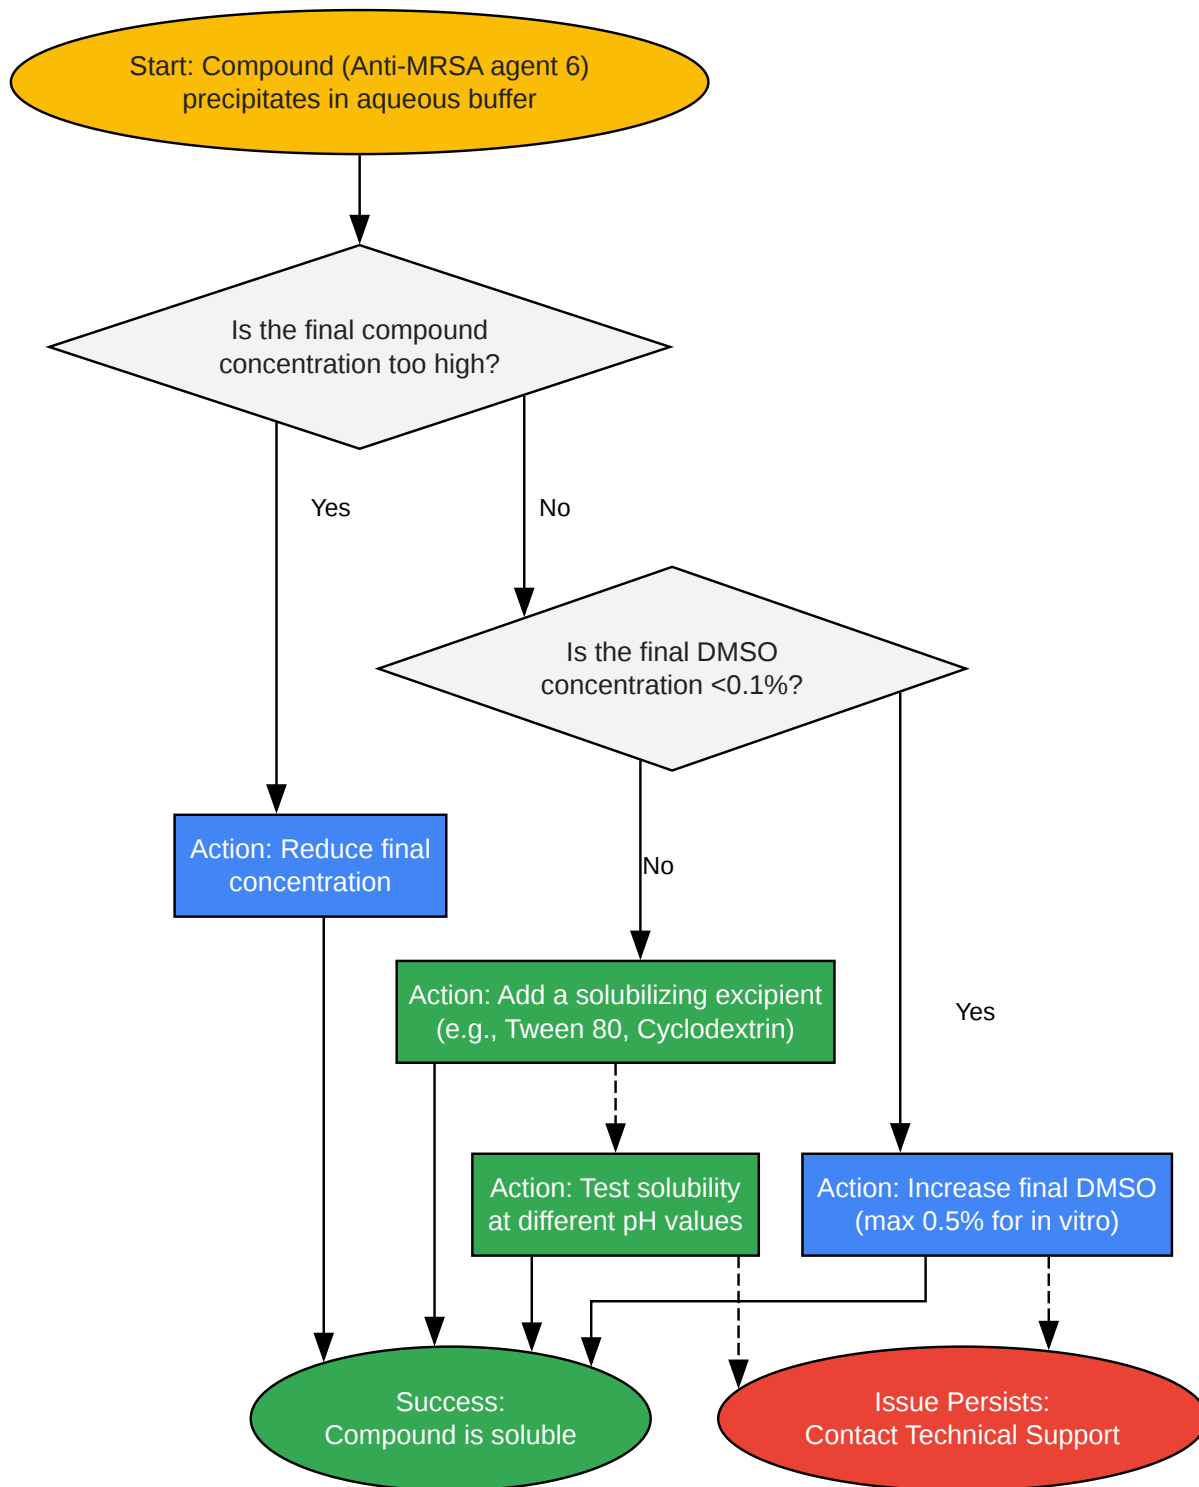 Start: Compound (Anti-MRSA agent 6)
precipitates in aqueous buffer
Is the final compound
concentration too high?
Yes
No
Is the final DMSO
concentration <0.1%?
Action: Reduce final
concentration
No
Action: Add a solubilizing excipient
(e.g., Tween 80, Cyclodextrin)
Yes
Action: Test solubility
at different pH values
Action: Increase final DMSO
(max 0.5% for in vitro)
Success:
Compound is soluble
Issue Persists:
Contact Technical Support